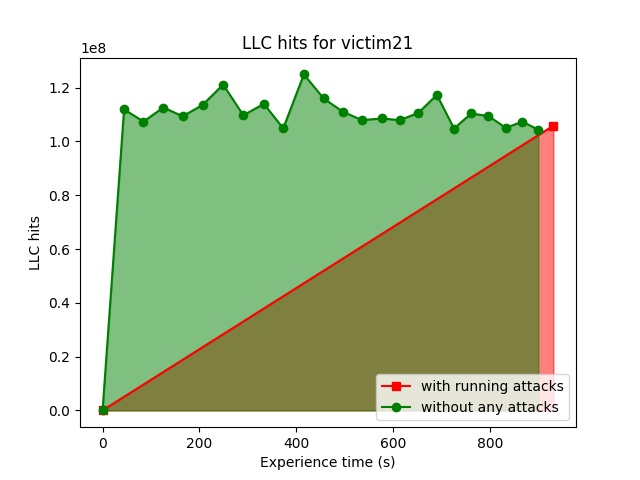 LLC hits for victim21
1e8
1.2
1.0
0.8
0.6
0.4
0.2
0.0
LLC hits
with running attacks
without any attacks
0 200 400 600 800
Experience time (s)